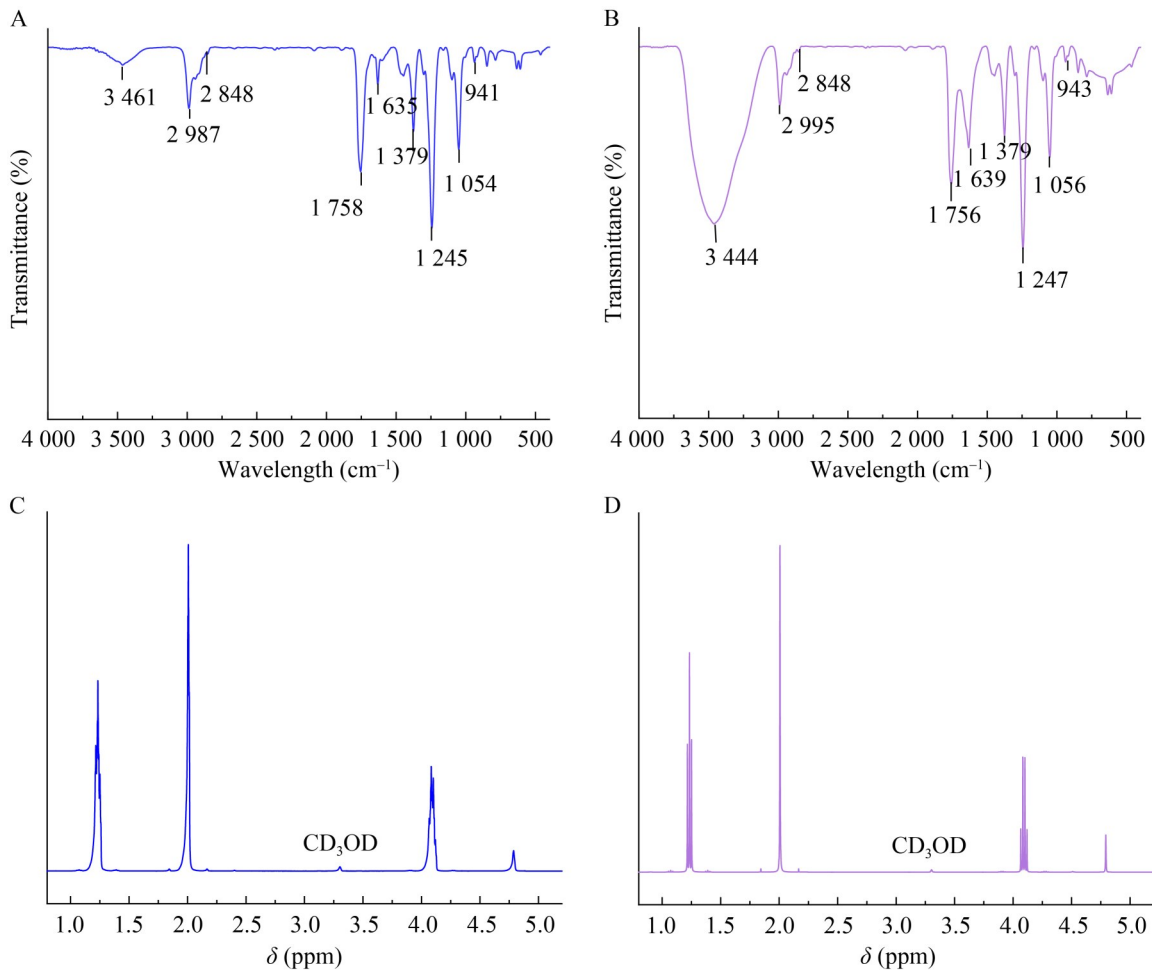 A
Transmittance (%)
3 461
2 987
2 848
1 758
1 635
1 379
1 245
1 054
941
4 000 3 500 3 000 2 500 2 000 1 500 1 000 500
Wavelength (cm⁻¹)
B
Transmittance (%)
3 444
2 995
2 848
1 756
1 639
1 379
1 247
1 056
943
4 000 3 500 3 000 2 500 2 000 1 500 1 000 500
Wavelength (cm⁻¹)
C
CD₃OD
1.0 1.5 2.0 2.5 3.0 3.5 4.0 4.5 5.0
δ (ppm)
D
CD₃OD
1.0 1.5 2.0 2.5 3.0 3.5 4.0 4.5 5.0
δ (ppm)